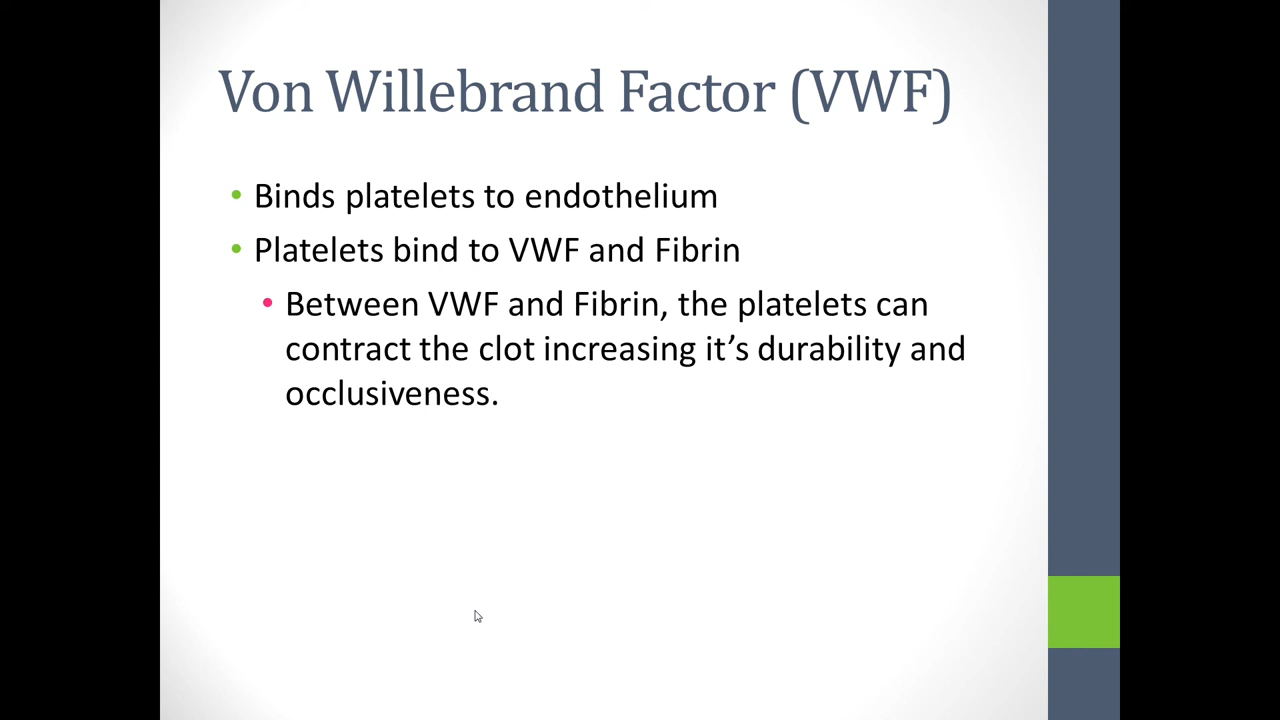 Von Willebrand Factor (VWF)
• Binds platelets to endothelium
• Platelets bind to VWF and Fibrin
• Between VWF and Fibrin, the platelets can
contract the clot increasing it’s durability and
occlusiveness.